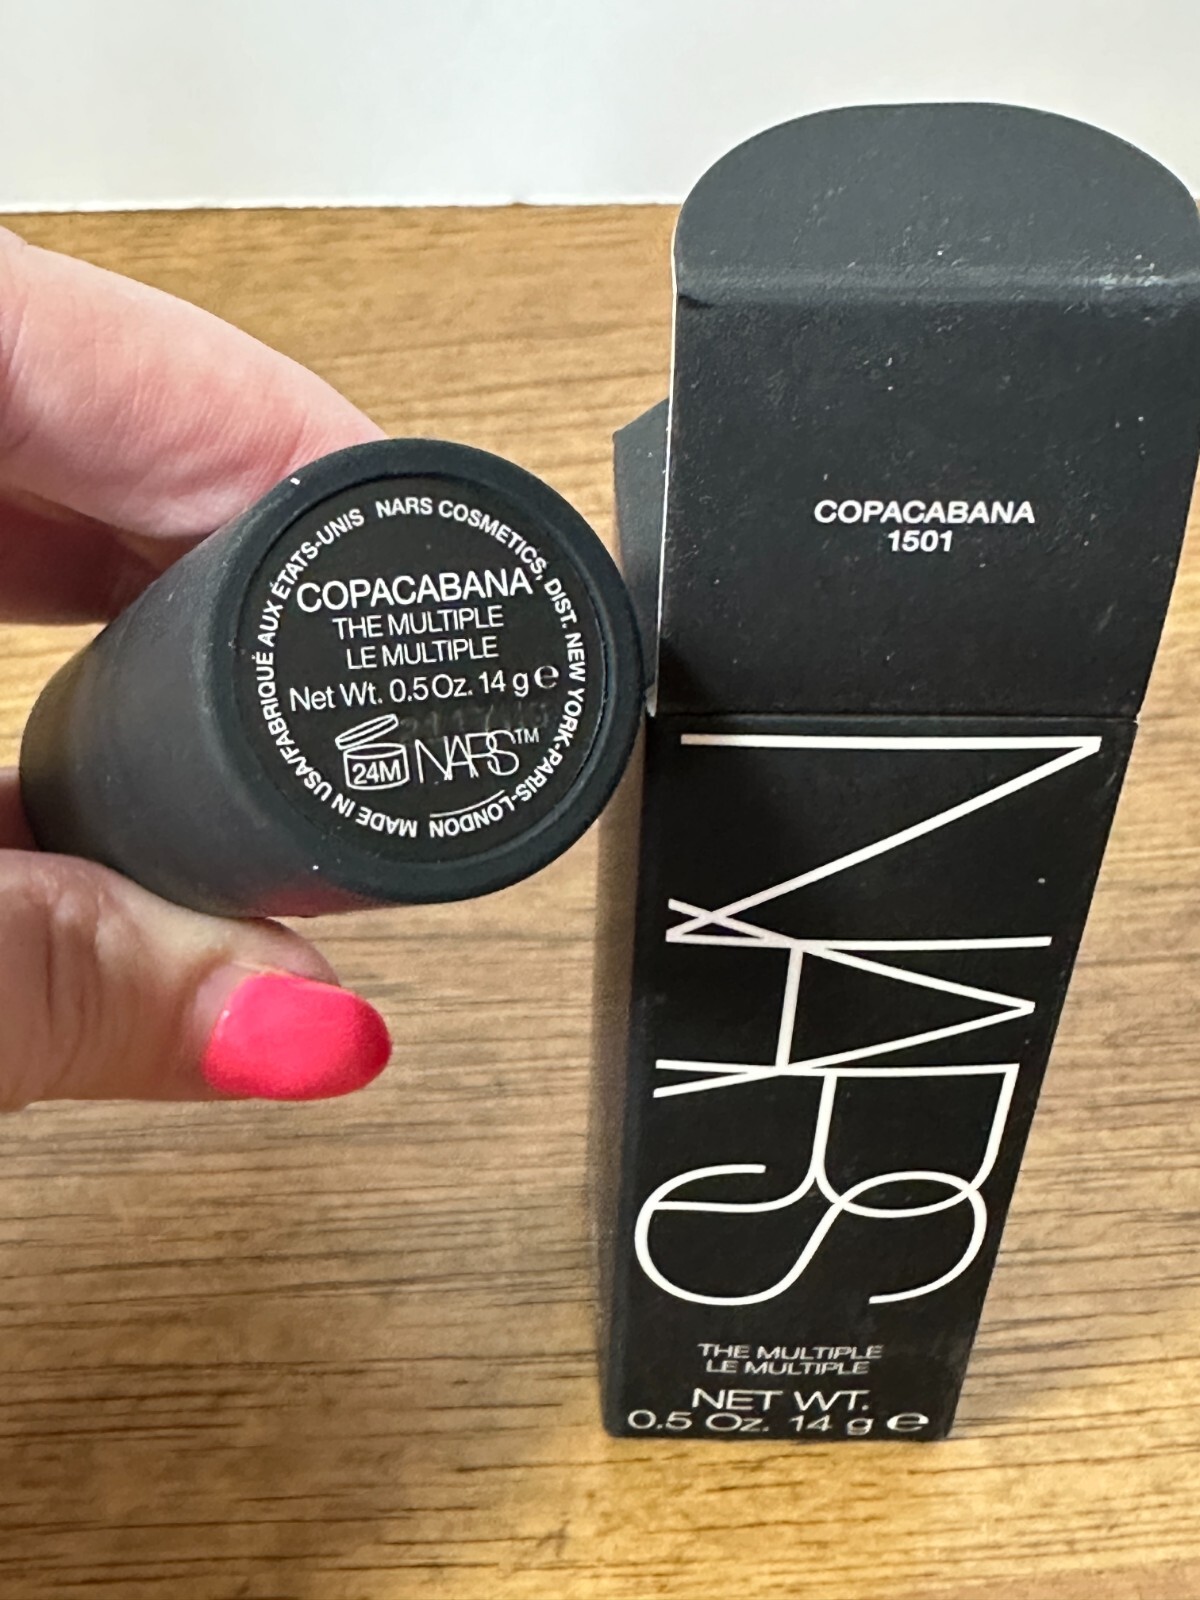 COPACABANA
THE MULTIPLE
LE MULTIPLE
Net Wt. 0.5 Oz. 14 g e
24M NARS™
NARS COSMETICS, DIST. NEW YORK-PARIS-LONDON MADE IN USA/FABRIQUÉ AUX ÉTATS-UNIS
COPACABANA
1501
NARS
THE MULTIPLE
LE MULTIPLE
NET WT.
0.5 Oz. 14 g e